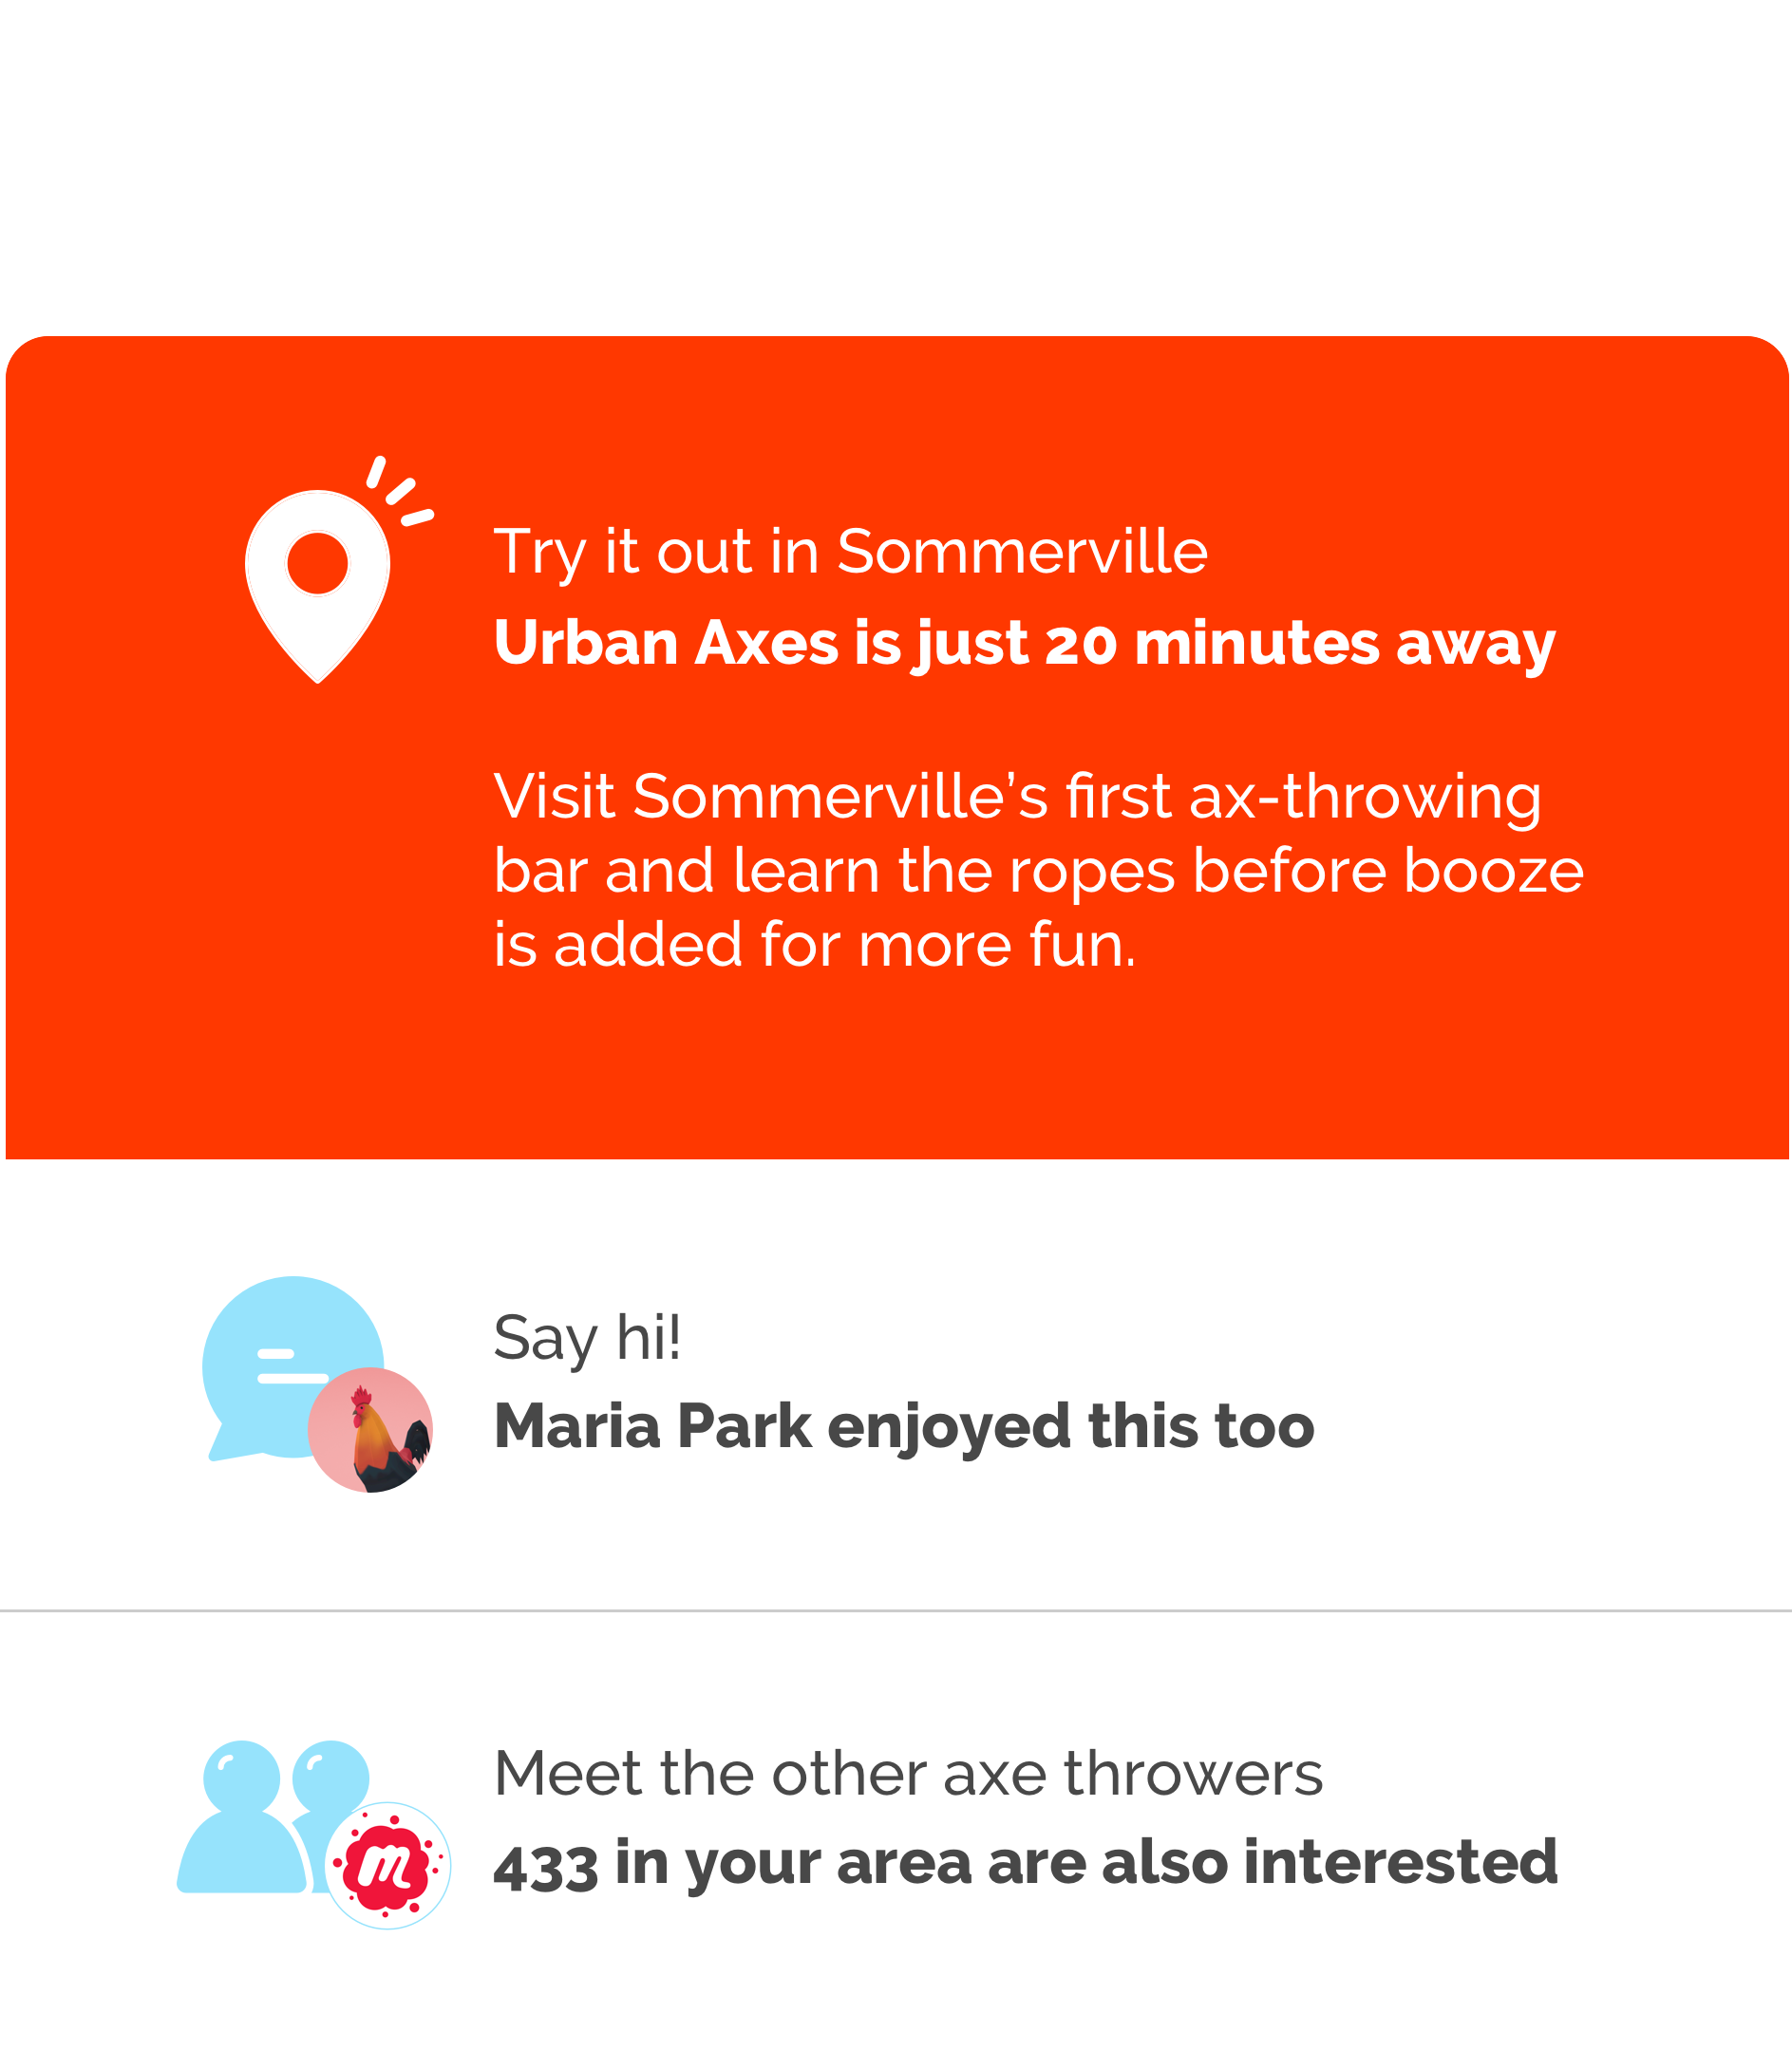 Try it out in Sommerville
Urban Axes is just 20 minutes away
Visit Sommerville’s first ax-throwing
bar and learn the ropes before booze
is added for more fun.
Say hi!
Maria Park enjoyed this too
Meet the other axe throwers
m
433 in your area are also interested